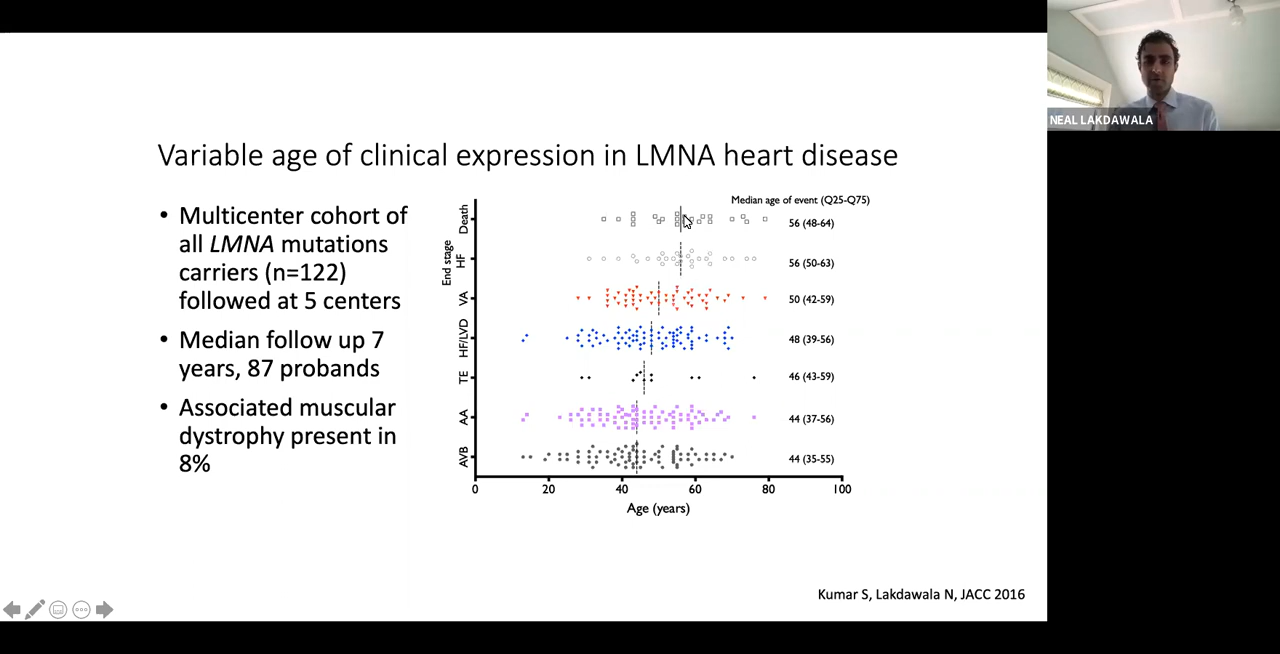 NEAL LAKDAWALA
Variable age of clinical expression in LMNA heart disease
• Multicenter cohort of
all LMNA mutations
carriers (n=122)
followed at 5 centers
• Median follow up 7
years, 87 probands
• Associated muscular
dystrophy present in
8%
Median age of event (Q25-Q75)
Death
56 (48-64)
End stage
HF
56 (50-63)
VA
50 (42-59)
HF/LVD
48 (39-56)
TE
46 (43-59)
AA
44 (37-56)
AVB
44 (35-55)
0 20 40 60 80 100
Age (years)
Kumar S, Lakdawala N, JACC 2016